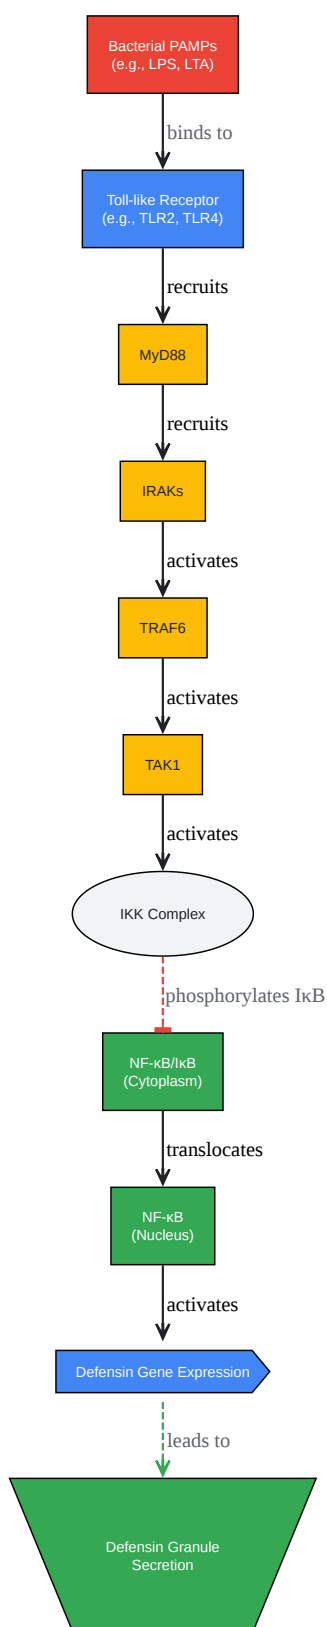 Bacterial PAMPs
(e.g., LPS, LTA)
binds to
Toll-like Receptor
(e.g., TLR2, TLR4)
recruits
MyD88
recruits
IRAKs
activates
TRAF6
activates
TAK1
activates
IKK Complex
phosphorylates IκB
NF-κB/IκB
(Cytoplasm)
translocates
NF-κB
(Nucleus)
activates
Defensin Gene Expression
leads to
Defensin Granule
Secretion